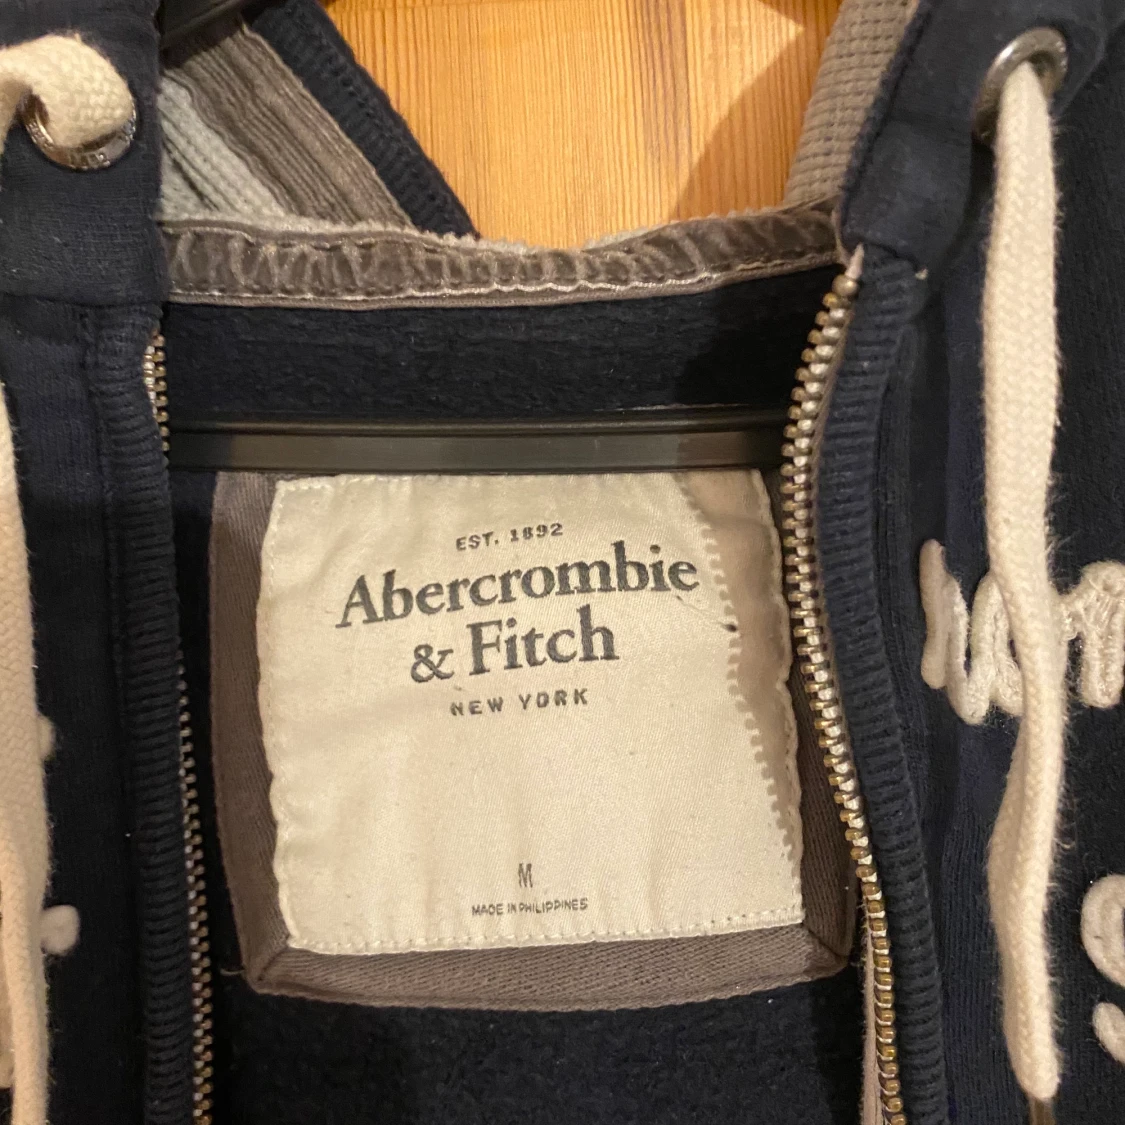 EST. 1892
Abercrombie
& Fitch
NEW YORK
M
MADE IN PHILIPPINES